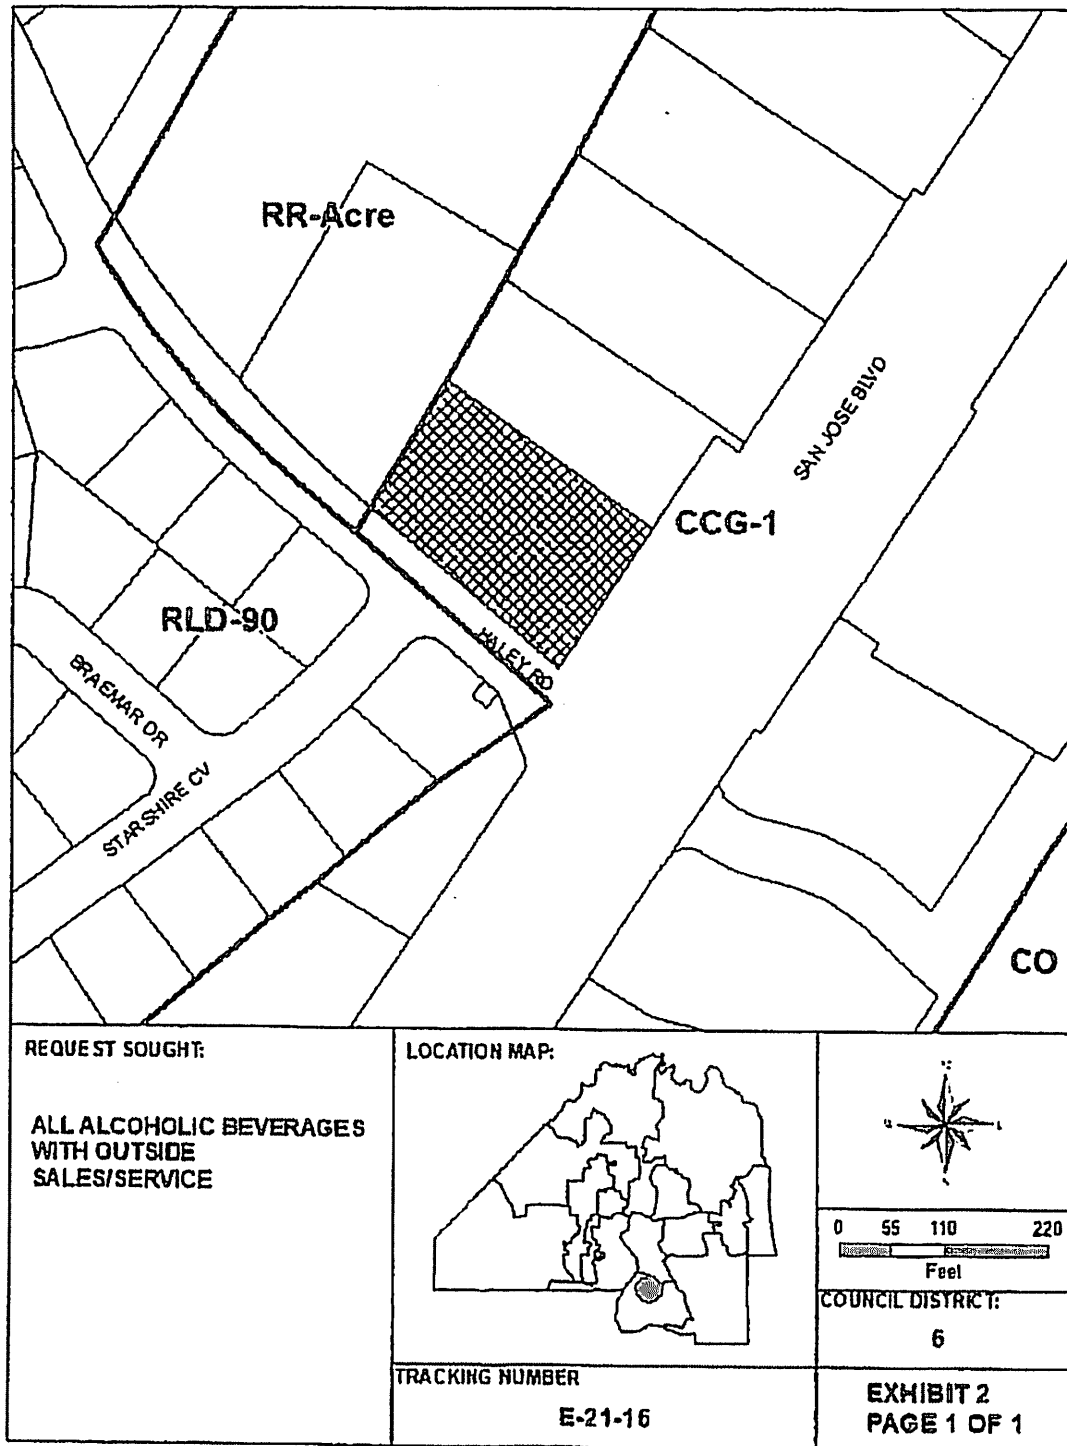 RR-Acre
SAN JOSE BLVD
CCG-1
RLD-90
HALEY RD
BRAEMAR DR
STARSHIRE CV
CO
REQUEST SOUGHT:
ALL ALCOHOLIC BEVERAGES
WITH OUTSIDE
SALES/SERVICE
LOCATION MAP:
0 55 110 220
Feet
COUNCIL DISTRICT:
6
TRACKING NUMBER
E-21-16
EXHIBIT 2
PAGE 1 OF 1